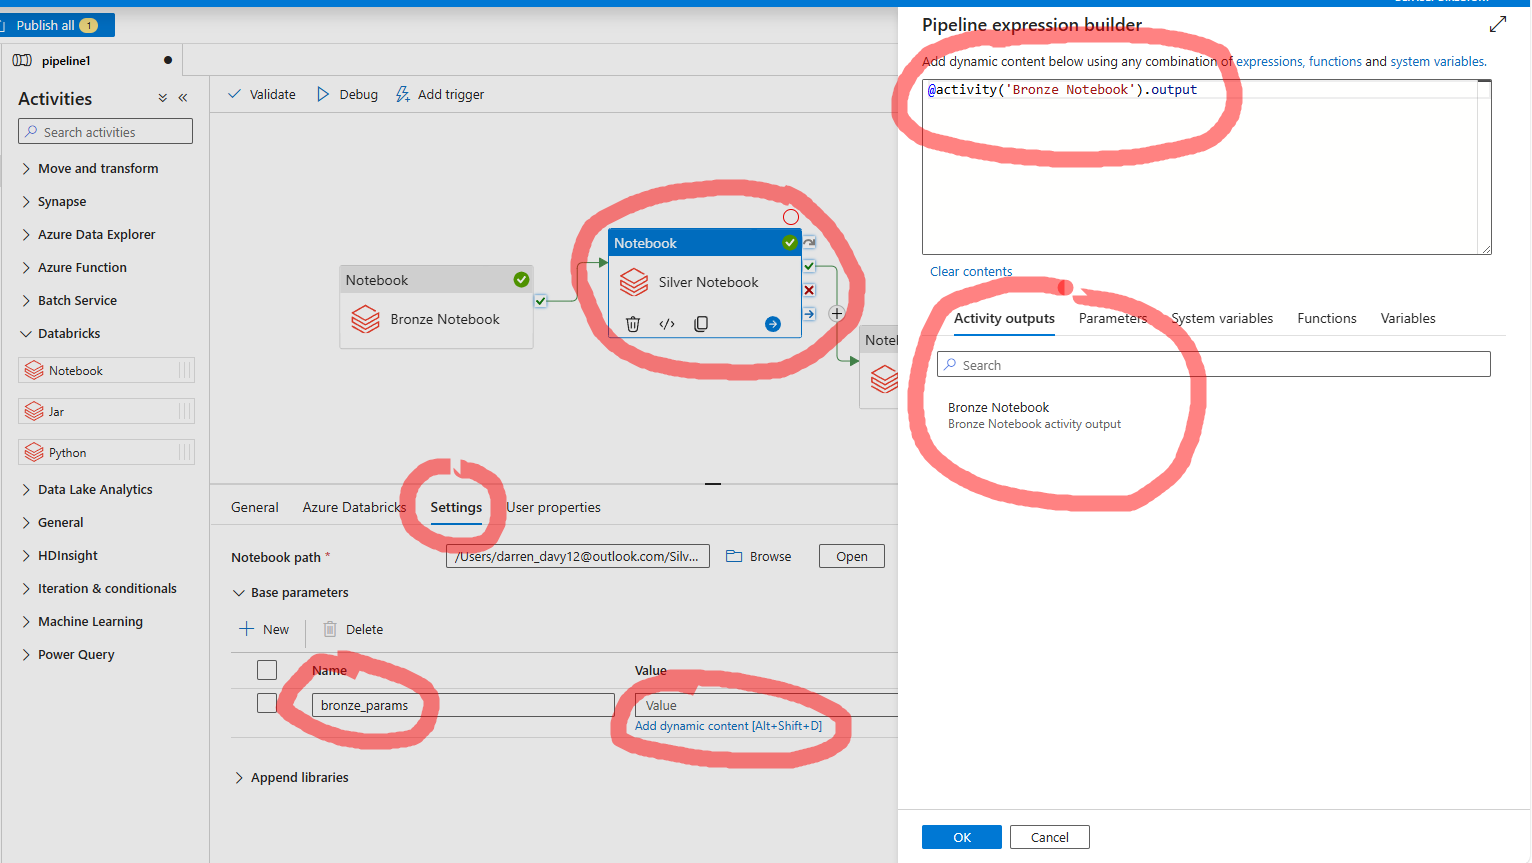 Publish all 1
pipeline1
Activities
Search activities
Move and transform
Synapse
Azure Data Explorer
Azure Function
Batch Service
Databricks
Notebook
Jar
Python
Data Lake Analytics
General
HDInsight
Iteration & conditionals
Machine Learning
Power Query
Validate Debug Add trigger
Notebook
Bronze Notebook
Notebook
Silver Notebook
General Azure Databricks Settings User properties
Notebook path * /Users/darren_davy12@outlook.com/Silv... Browse Open
Base parameters
New Delete
Name Value
bronze_params Value
Add dynamic content [Alt+Shift+D]
Append libraries
Pipeline expression builder
Add dynamic content below using any combination of expressions, functions and system variables.
@activity('Bronze Notebook').output
Clear contents
Activity outputs Parameters System variables Functions Variables
Search
Bronze Notebook
Bronze Notebook activity output
OK Cancel